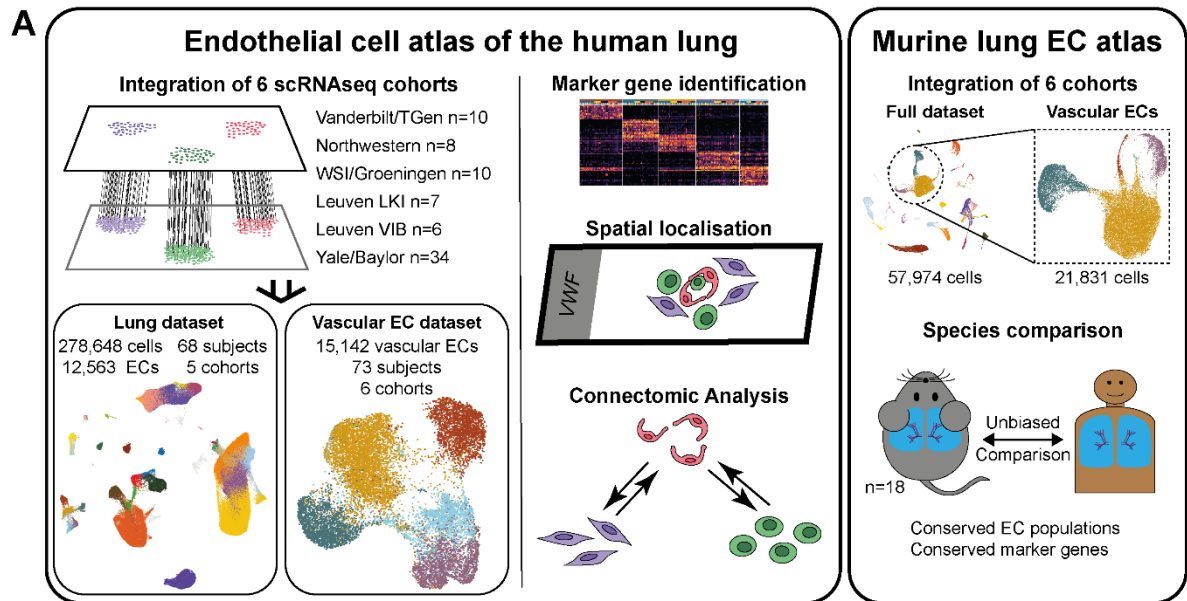 A
Endothelial cell atlas of the human lung
Integration of 6 scRNAseq cohorts
Vanderbilt/TGen n=10
Northwestern n=8
WSI/Groeningen n=10
Leuven LKI n=7
Leuven VIB n=6
Yale/Baylor n=34
Lung dataset
278,648 cells 68 subjects
12,563 ECs 5 cohorts
Vascular EC dataset
15,142 vascular ECs
73 subjects
6 cohorts
Marker gene identification
Spatial localisation
VWF
Connectomic Analysis
Murine lung EC atlas
Integration of 6 cohorts
Full dataset
Vascular ECs
57,974 cells
21,831 cells
Species comparison
Unbiased
Comparison
n=18
Conserved EC populations
Conserved marker genes